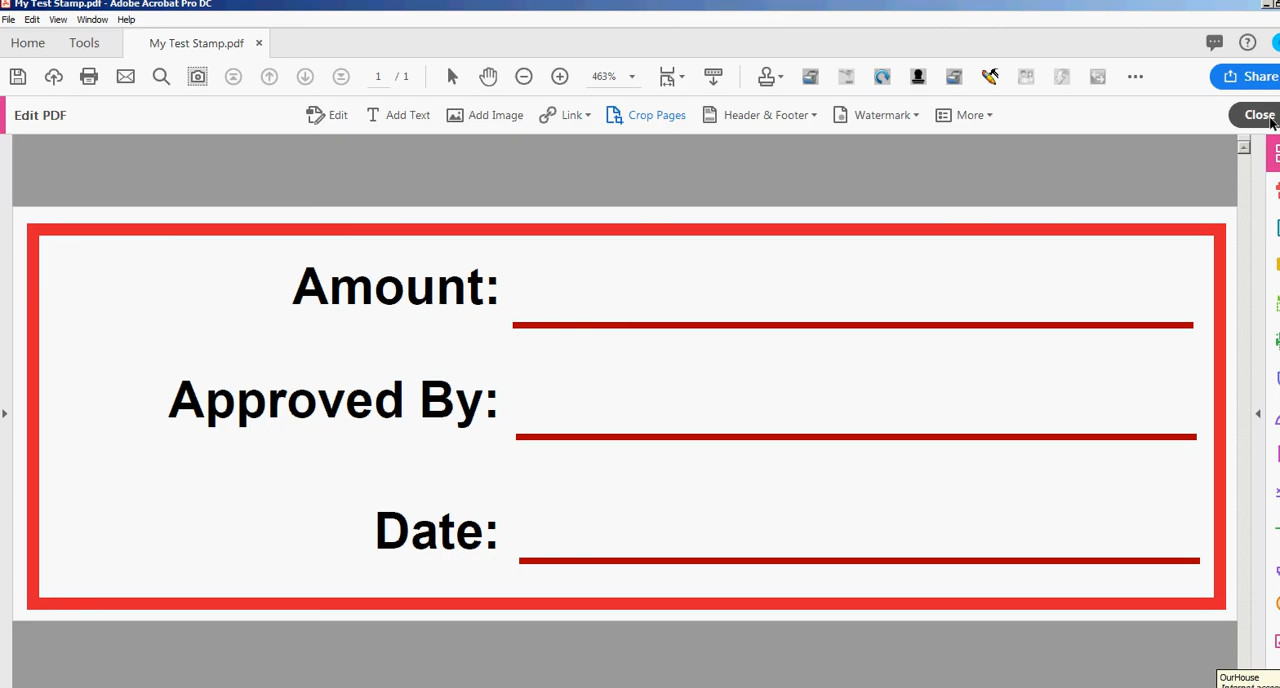 My Test Stamp.pdf - Adobe Acrobat Pro DC
File Edit View Window Help
Home Tools My Test Stamp.pdf ×
1 / 1 463% Share
Edit PDF Edit Add Text Add Image Link Crop Pages Header & Footer Watermark More Close
Amount:
Approved By:
Date:
OurHouse
Internet access